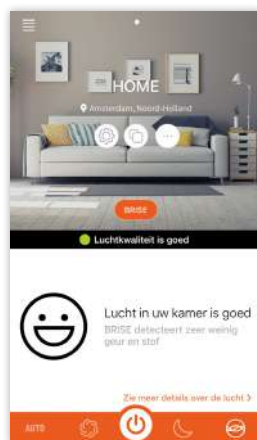 HOME
Amsterdam, Noord-Holland
BRISE
Luchtkwaliteit is goed
Lucht in uw kamer is goed
BRISE detecteert zeer weinig
geur en stof
Zie meer details over de lucht >
AUTO